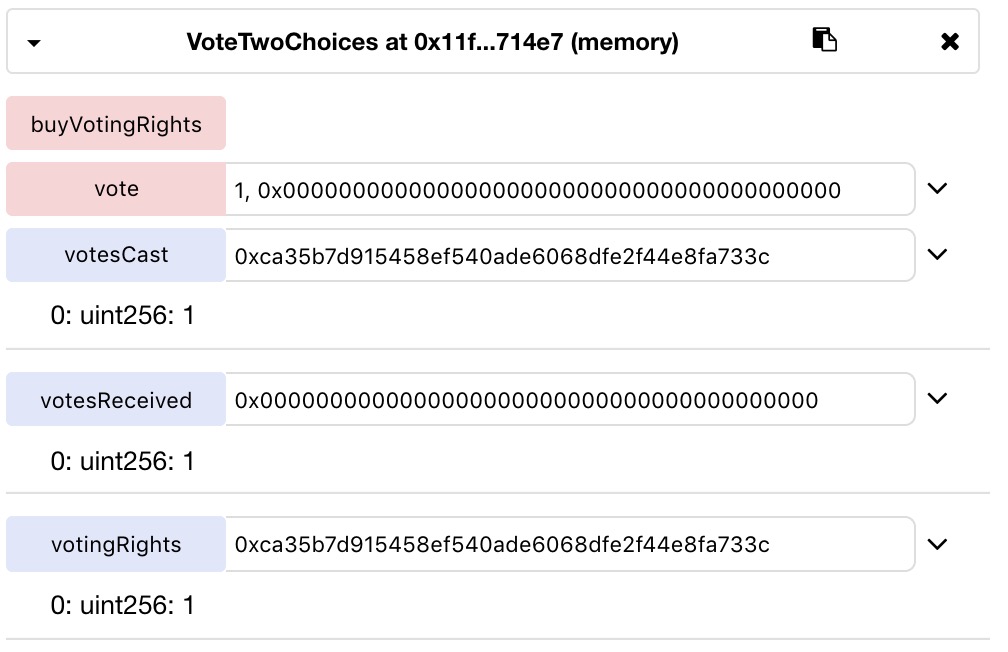 VoteTwoChoices at 0x11f...714e7 (memory)
buyVotingRights
vote 1, 0x0000000000000000000000000000000000000000
votesCast 0xca35b7d915458ef540ade6068dfe2f44e8fa733c
0: uint256: 1
votesReceived 0x0000000000000000000000000000000000000000
0: uint256: 1
votingRights 0xca35b7d915458ef540ade6068dfe2f44e8fa733c
0: uint256: 1